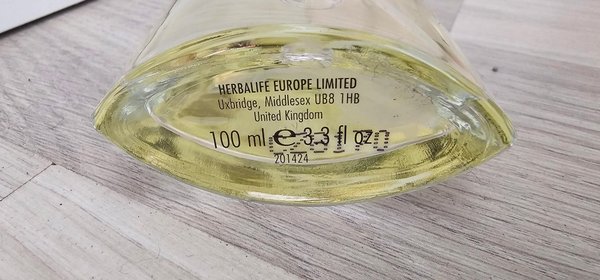 HERBALIFE EUROPE LIMITED
Uxbridge, Middlesex UB8 1HB
United Kingdom
100 ml ℮ 3.3 fl oz
201424